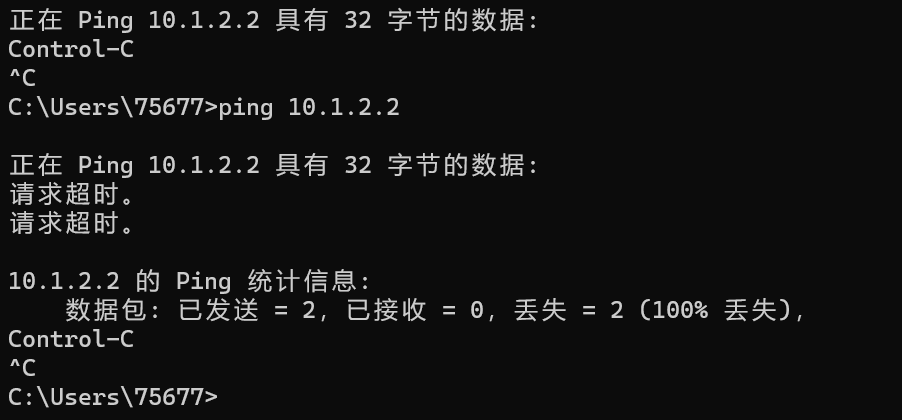 正在 Ping 10.1.2.2 具有 32 字节的数据:
Control-C
^C
C:\Users\75677>ping 10.1.2.2
正在 Ping 10.1.2.2 具有 32 字节的数据:
请求超时。
请求超时。
10.1.2.2 的 Ping 统计信息:
    数据包: 已发送 = 2，已接收 = 0，丢失 = 2 (100% 丢失)，
Control-C
^C
C:\Users\75677>